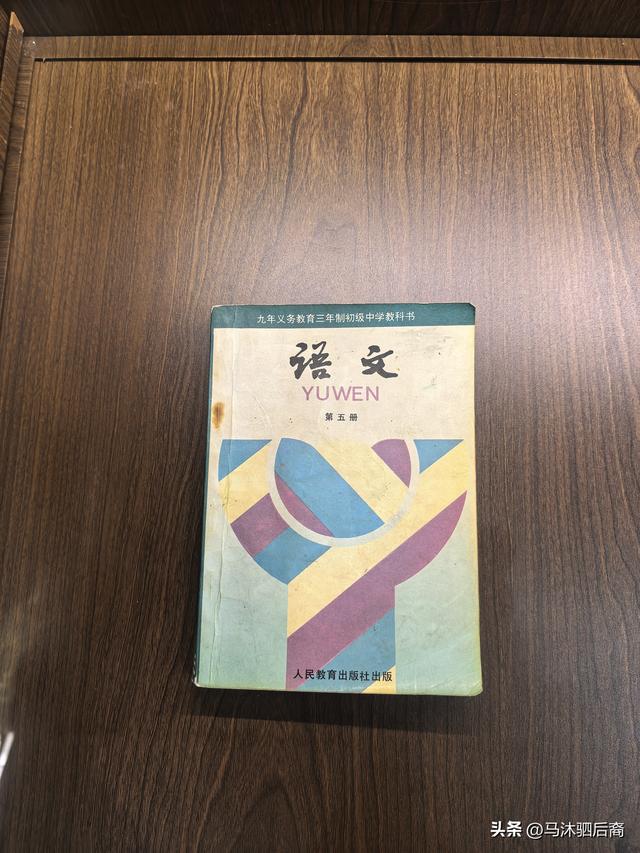 九年义务教育三年制初级中学教科书
语文
YUWEN
第五册
人民教育出版社出版
头条 @马沐驷后裔